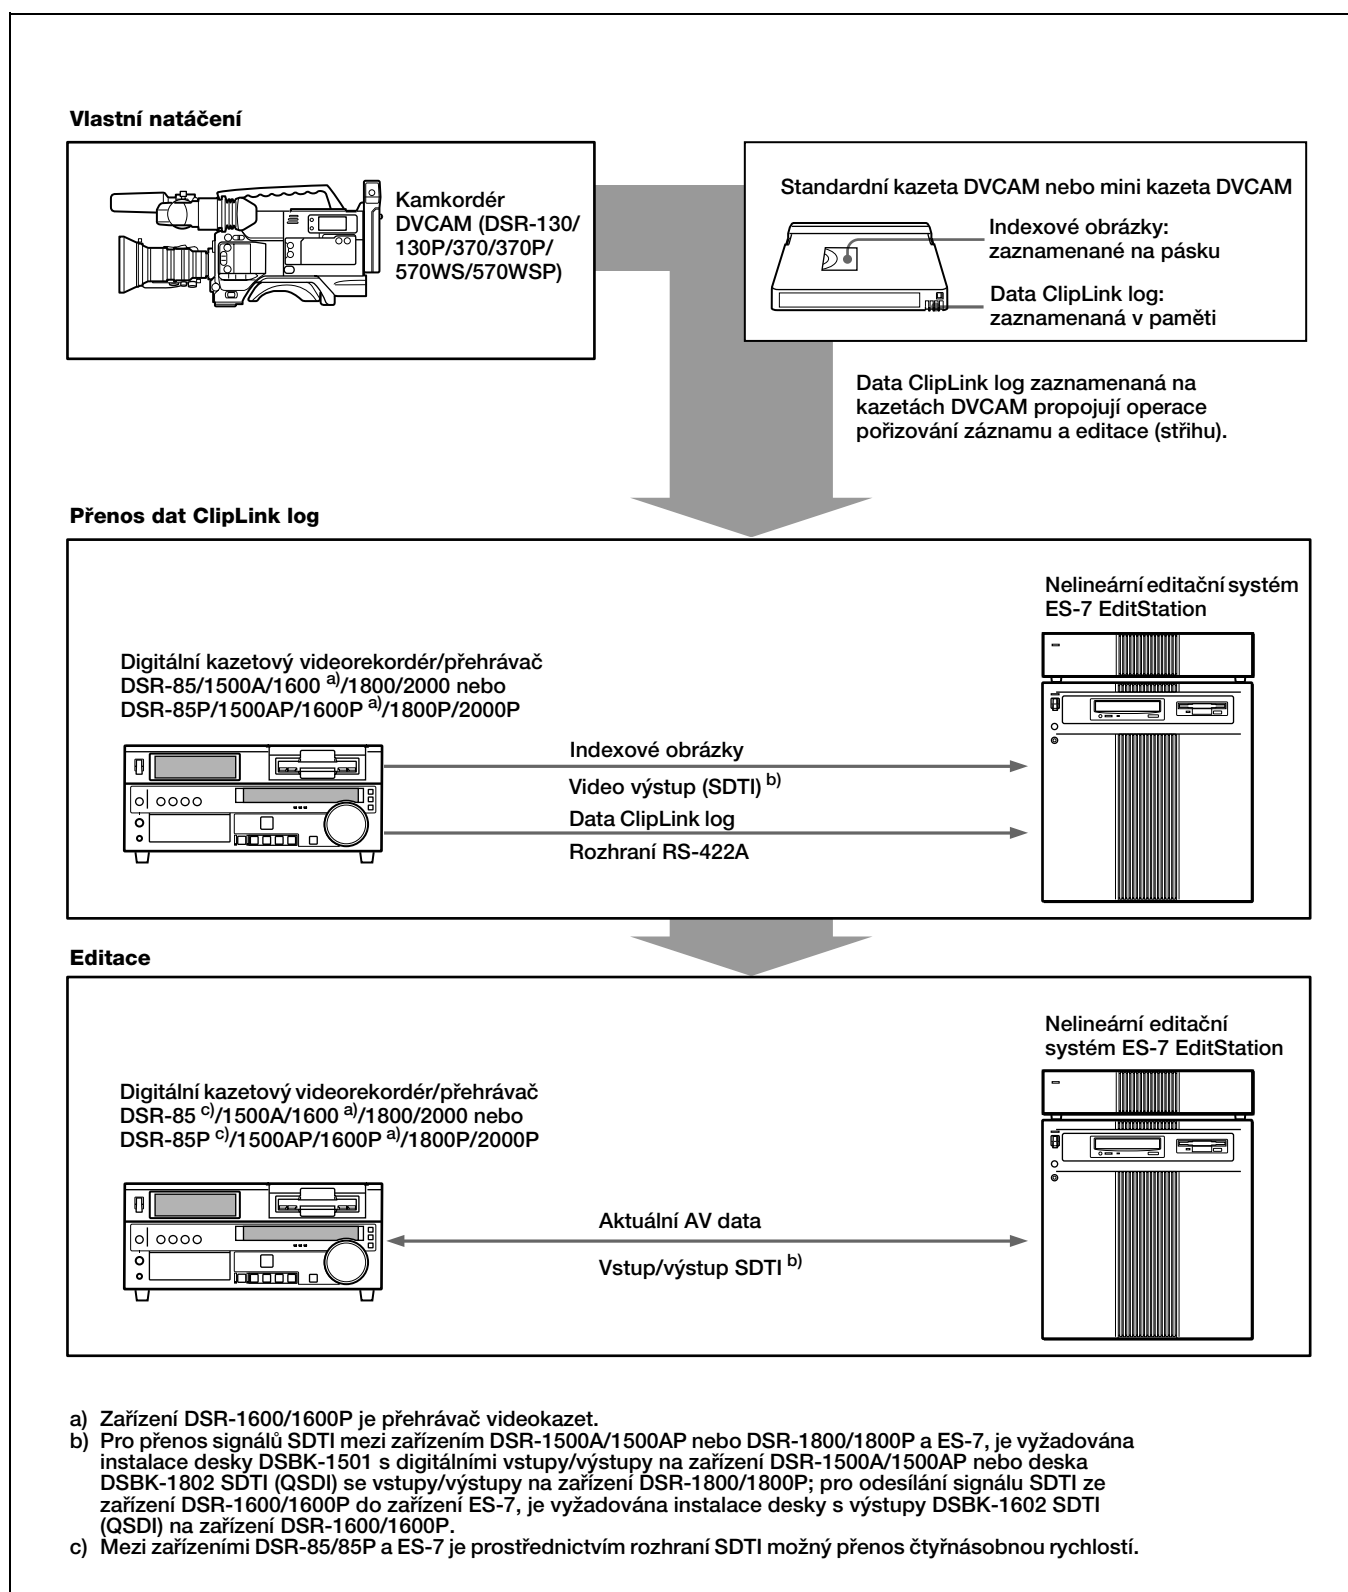 Vlastní natáčení
Kamkordér
DVCAM (DSR-130/
130P/370/370P/
570WS/570WSP)
Standardní kazeta DVCAM nebo mini kazeta DVCAM
Indexové obrázky:
zaznamenané na pásku
Data ClipLink log:
zaznamenaná v paměti
Data ClipLink log zaznamenaná na
kazetách DVCAM propojují operace
pořizování záznamu a editace (střihu).
Přenos dat ClipLink log
Nelineární editační systém
ES-7 EditStation
Digitální kazetový videorekordér/přehrávač
DSR-85/1500A/1600 a)/1800/2000 nebo
DSR-85P/1500AP/1600P a)/1800P/2000P
Indexové obrázky
Video výstup (SDTI) b)
Data ClipLink log
Rozhraní RS-422A
Editace
Nelineární editační
systém ES-7 EditStation
Digitální kazetový videorekordér/přehrávač
DSR-85 c)/1500A/1600 a)/1800/2000 nebo
DSR-85P c)/1500AP/1600P a)/1800P/2000P
Aktuální AV data
Vstup/výstup SDTI b)
a) Zařízení DSR-1600/1600P je přehrávač videokazet.
b) Pro přenos signálů SDTI mezi zařízením DSR-1500A/1500AP nebo DSR-1800/1800P a ES-7, je vyžadována
instalace desky DSBK-1501 s digitálními vstupy/výstupy na zařízení DSR-1500A/1500AP nebo deska
DSBK-1802 SDTI (QSDI) se vstupy/výstupy na zařízení DSR-1800/1800P; pro odesílání signálu SDTI ze
zařízení DSR-1600/1600P do zařízení ES-7, je vyžadována instalace desky s výstupy DSBK-1602 SDTI
(QSDI) na zařízení DSR-1600/1600P.
c) Mezi zařízeními DSR-85/85P a ES-7 je prostřednictvím rozhraní SDTI možný přenos čtyřnásobnou rychlostí.